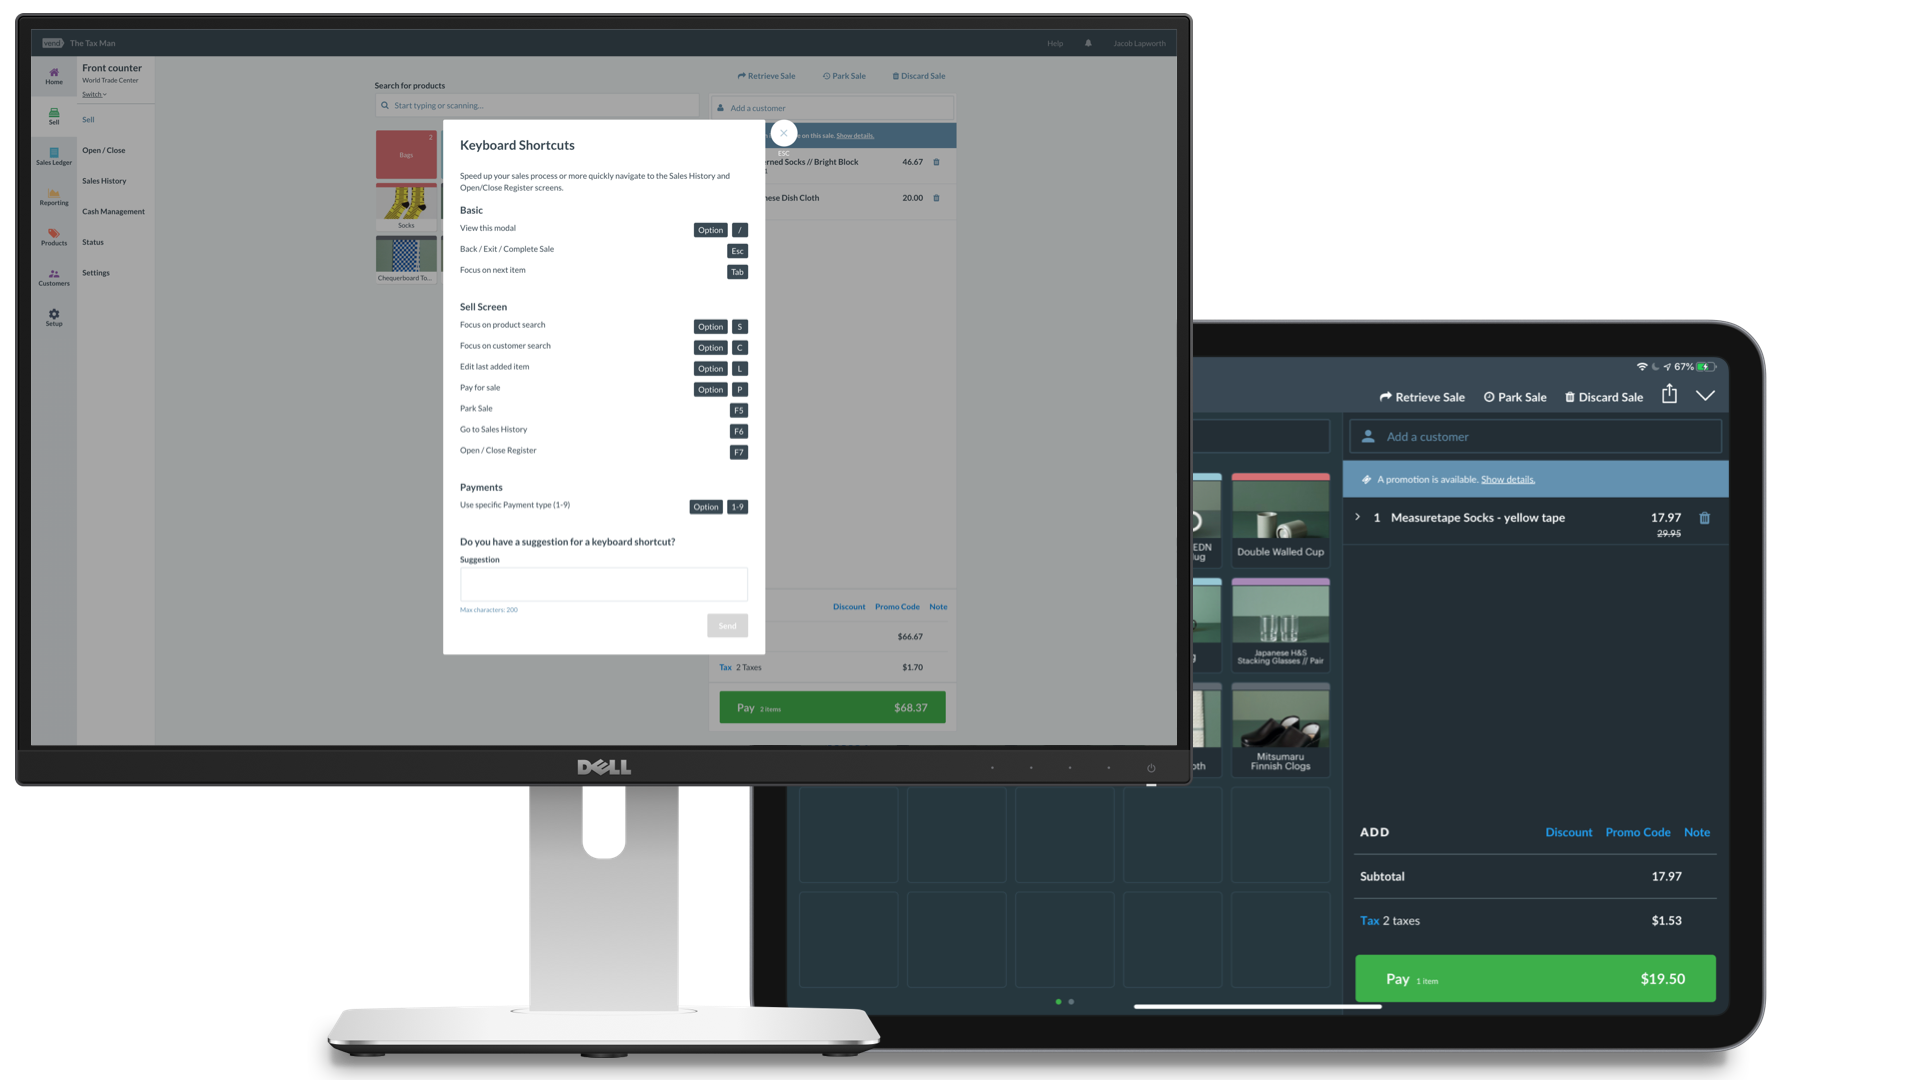 vend The Tax Man
Help
Jacob Lapworth
Home
Sell
Sales Ledger
Reporting
Products
Customers
Setup
Front counter
World Trade Center
Switch
Sell
Open / Close
Sales History
Cash Management
Status
Settings
Search for products
Start typing or scanning...
Retrieve Sale
Park Sale
Discard Sale
Add a customer
2
Bags
Socks
Chequerboard To...
e on this sale. Show details.
rned Socks // Bright Block 46.67
nese Dish Cloth 20.00
Discount Promo Code Note
$66.67
Tax 2 Taxes $1.70
Pay 2 items $68.37
ESC
Keyboard Shortcuts
Speed up your sales process or more quickly navigate to the Sales History and
Open/Close Register screens.
Basic
View this modal Option /
Back / Exit / Complete Sale Esc
Focus on next item Tab
Sell Screen
Focus on product search Option S
Focus on customer search Option C
Edit last added item Option L
Pay for sale Option P
Park Sale F5
Go to Sales History F6
Open / Close Register F7
Payments
Use specific Payment type (1-9) Option 1-9
Do you have a suggestion for a keyboard shortcut?
Suggestion
Max characters: 200
Send
DELL
67%
Retrieve Sale Park Sale Discard Sale
Add a customer
A promotion is available. Show details.
1 Measuretape Socks - yellow tape 17.97
29.95
EDN
ug
Double Walled Cup
Japanese H&S
Stacking Glasses // Pair
oth
Mitsumaru
Finnish Clogs
ADD Discount Promo Code Note
Subtotal 17.97
Tax 2 taxes $1.53
Pay 1 item $19.50